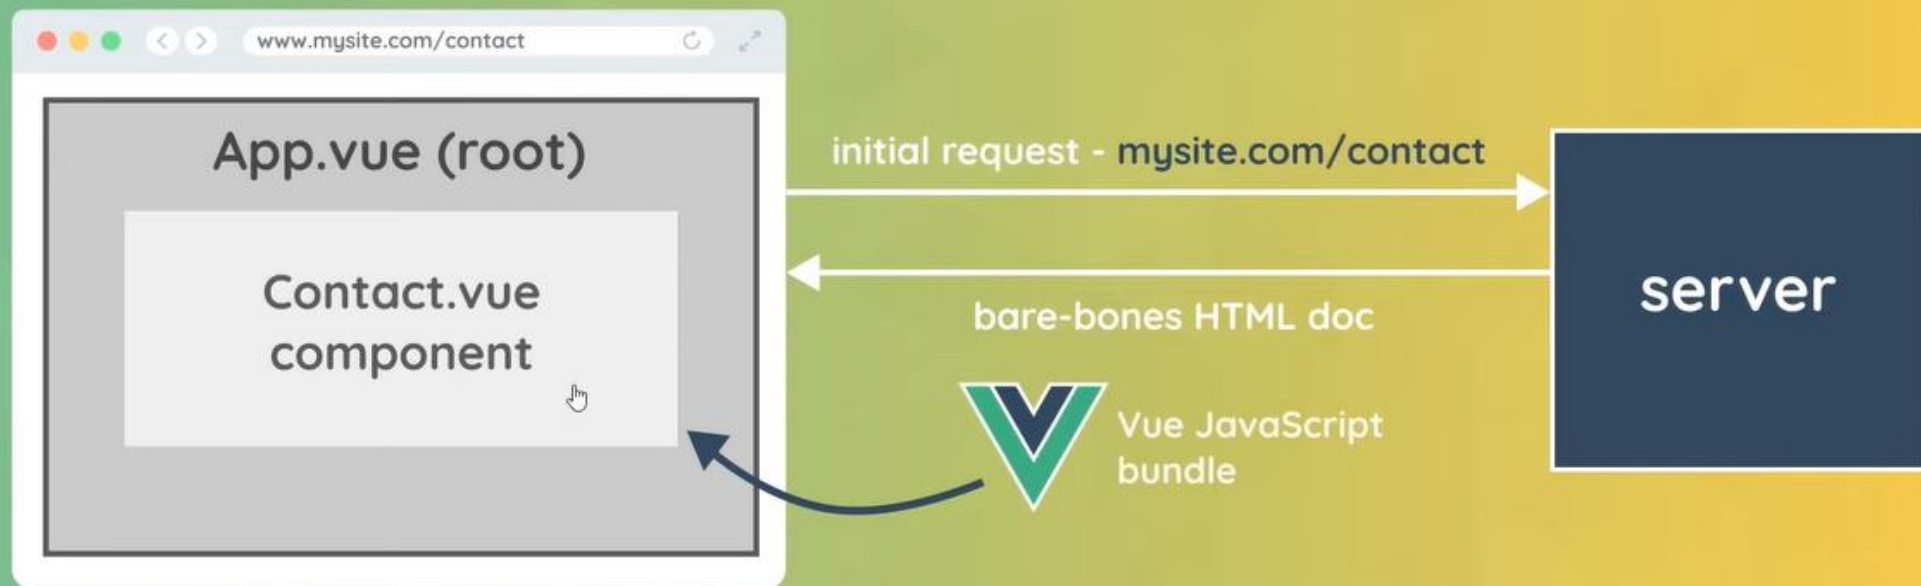 www.mysite.com/contact
App.vue (root)
Contact.vue
component
initial request - mysite.com/contact
bare-bones HTML doc
Vue JavaScript
bundle
server